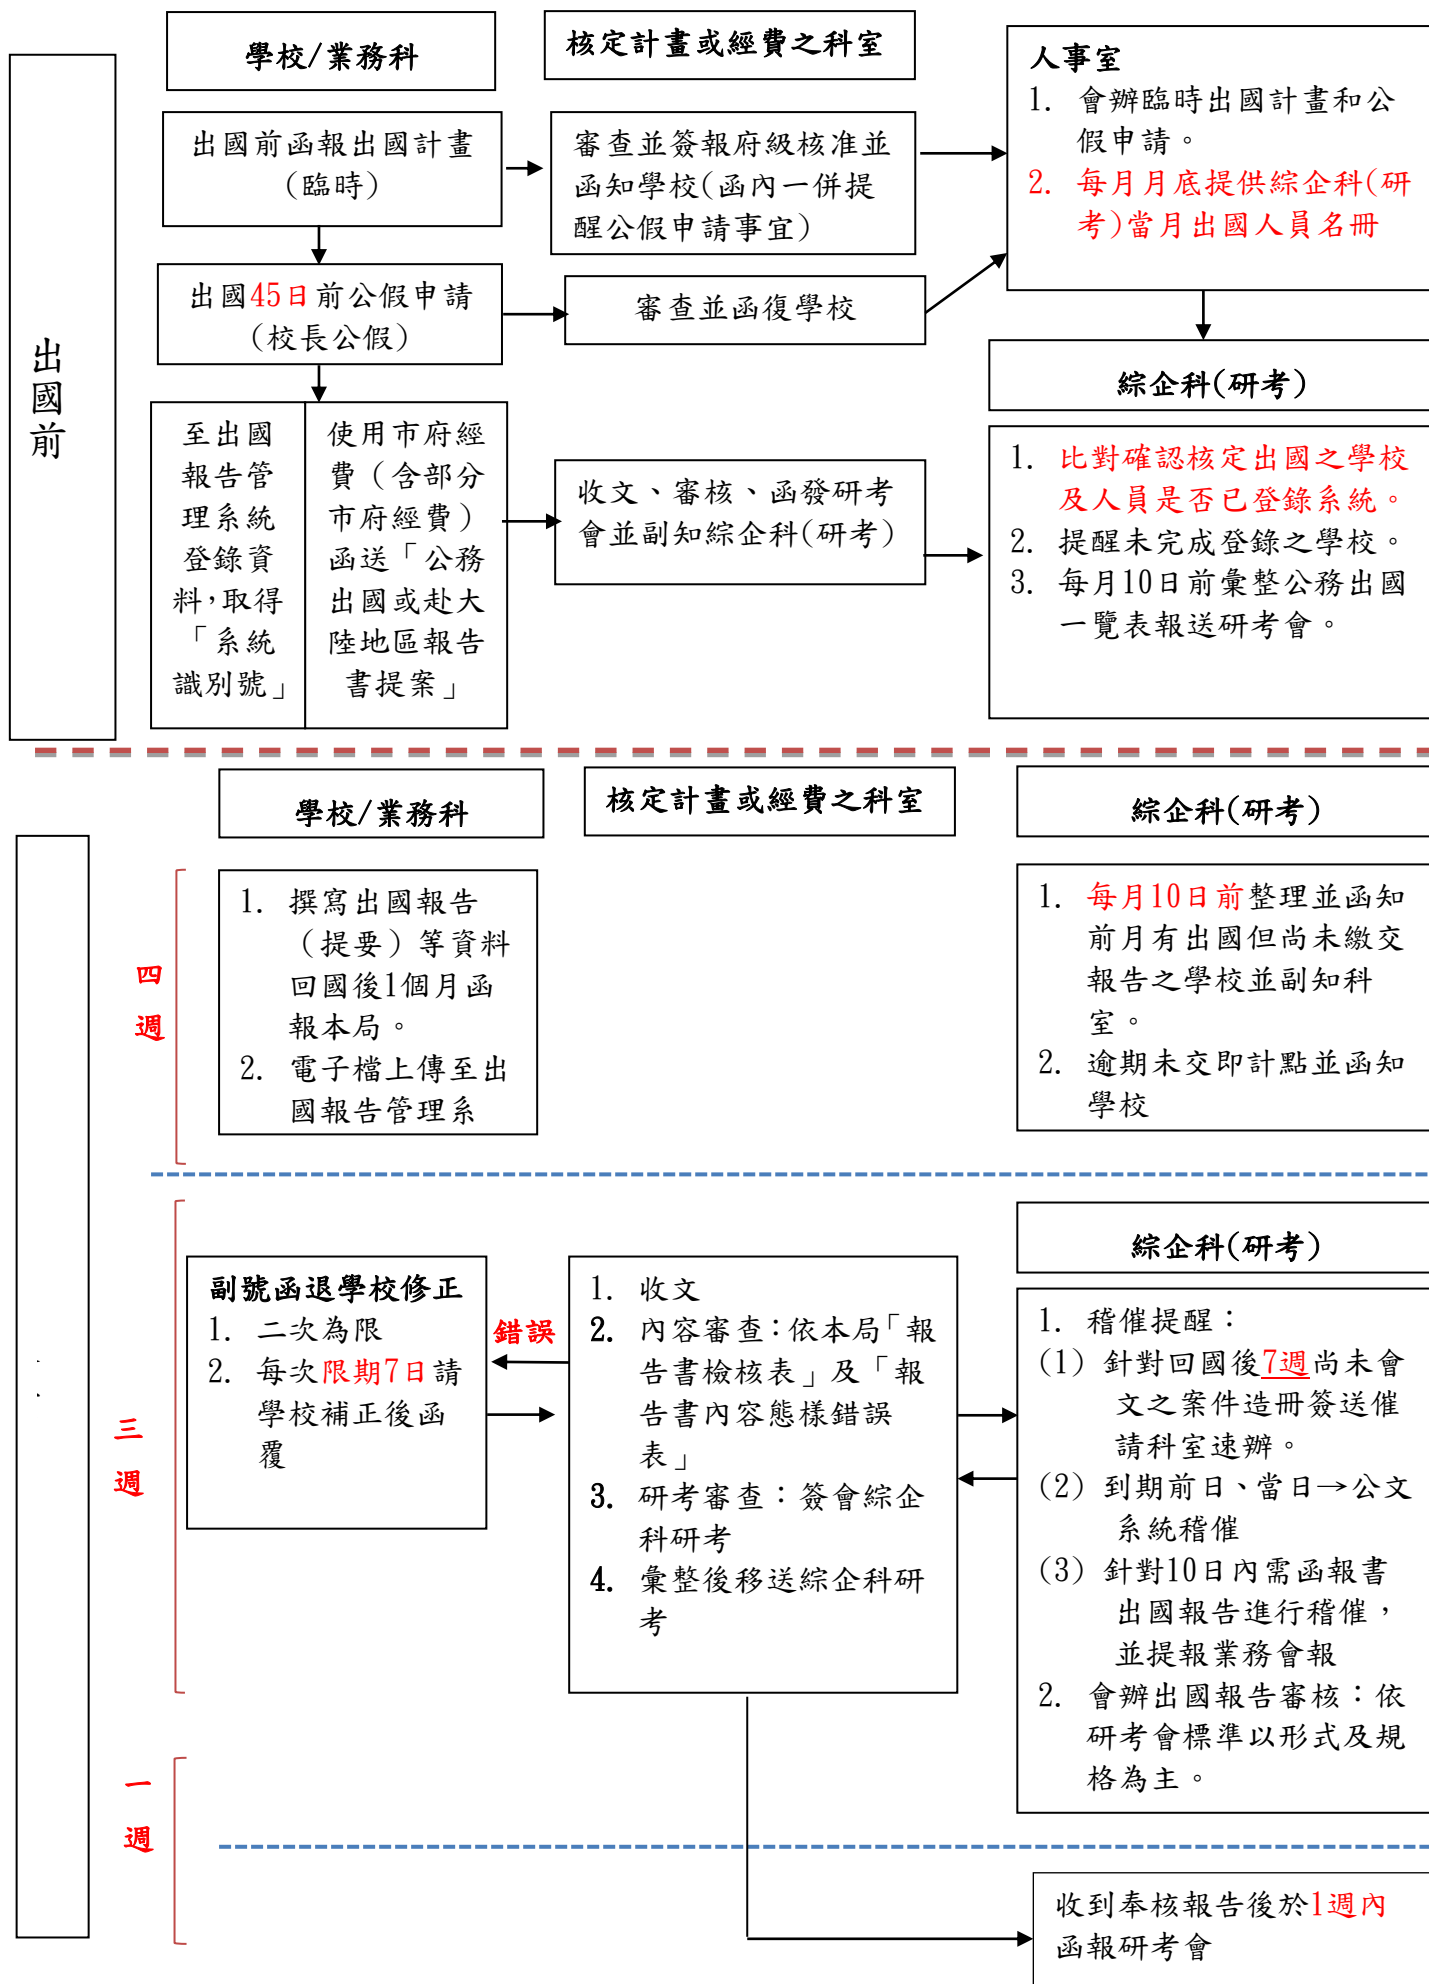 出國前
學校/業務科
核定計畫或經費之科室
人事室
1. 會辦臨時出國計畫和公
假申請。
2. 每月月底提供綜企科(研
考)當月出國人員名冊
出國前函報出國計畫
(臨時)
審查並簽報府級核准並
函知學校(函內一併提
醒公假申請事宜)
出國45日前公假申請
(校長公假)
審查並函復學校
綜企科(研考)
至出國
報告管
理系統
登錄資
料,取得
「系統
識別號」
使用市府經
費（含部分
市府經費）
函送「公務
出國或赴大
陸地區報告
書提案」
收文、審核、函發研考
會並副知綜企科(研考)
1. 比對確認核定出國之學校
及人員是否已登錄系統。
2. 提醒未完成登錄之學校。
3. 每月10日前彙整公務出國
一覽表報送研考會。
學校/業務科
核定計畫或經費之科室
綜企科(研考)
四
週
1. 撰寫出國報告
（提要）等資料
回國後1個月函
報本局。
2. 電子檔上傳至出
國報告管理系
1. 每月10日前整理並函知
前月有出國但尚未繳交
報告之學校並副知科
室。
2. 逾期未交即計點並函知
學校
三
週
副號函退學校修正
1. 二次為限
2. 每次限期7日請
學校補正後函
覆
錯誤
1. 收文
2. 內容審查：依本局「報
告書檢核表」及「報
告書內容態樣錯誤
表」
3. 研考審查：簽會綜企
科研考
4. 彙整後移送綜企科研
考
綜企科(研考)
1. 稽催提醒：
(1) 針對回國後7週尚未會
文之案件造冊簽送催
請科室速辦。
(2) 到期前日、當日→公文
系統稽催
(3) 針對10日內需函報書
出國報告進行稽催，
並提報業務會報
2. 會辦出國報告審核：依
研考會標準以形式及規
格為主。
一
週
收到奉核報告後於1週內
函報研考會